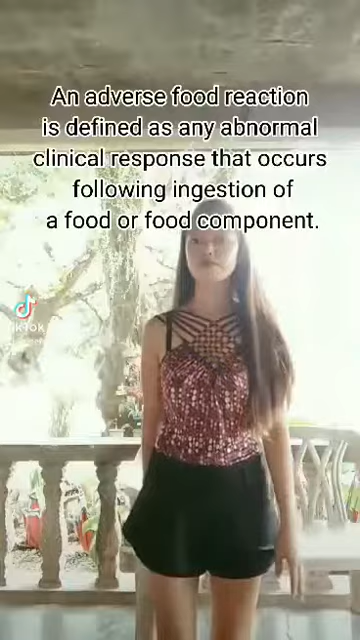 An adverse food reaction
is defined as any abnormal
clinical response that occurs
following ingestion of
a food or food component.
TikTok